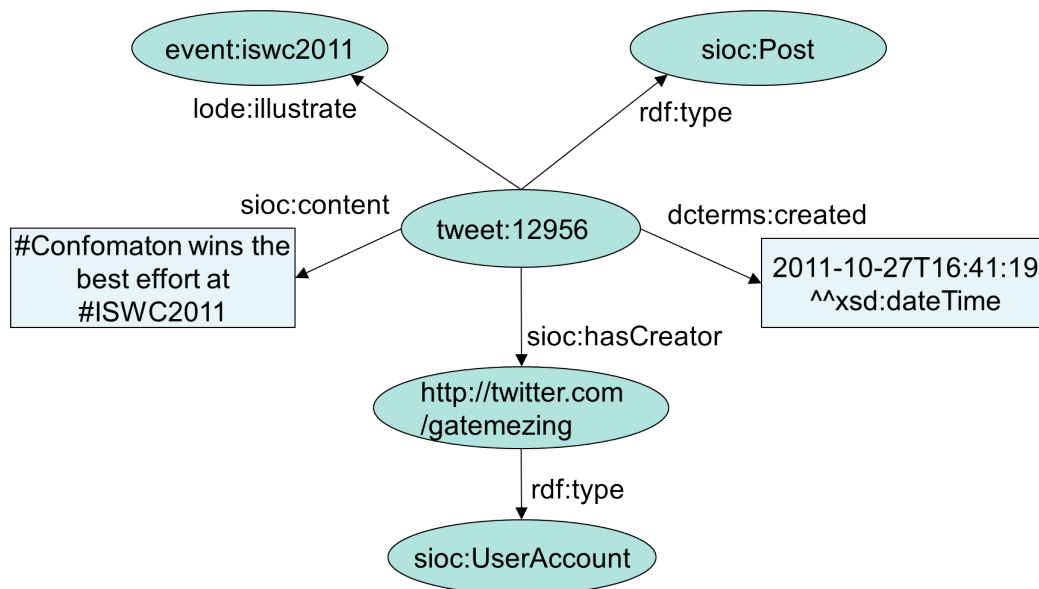 event:iswc2011
sioc:Post
lode:illustrate
rdf:type
sioc:content
tweet:12956
dcterms:created
#Confomaton wins the
best effort at
#ISWC2011
2011-10-27T16:41:19
^^xsd:dateTime
sioc:hasCreator
http://twitter.com
/gatemezing
rdf:type
sioc:UserAccount